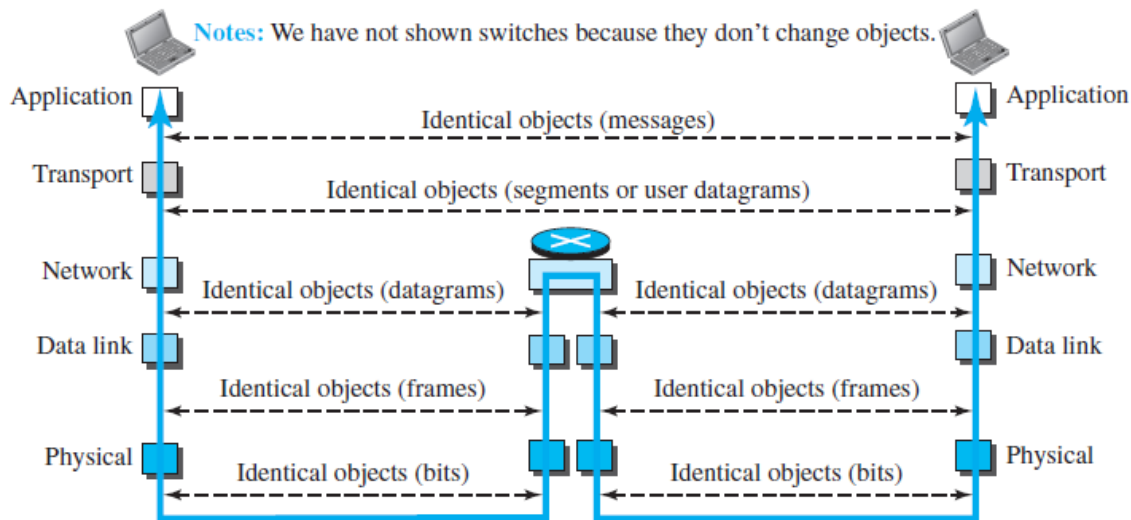 Notes: We have not shown switches because they don’t change objects.
Application
Application
Identical objects (messages)
Transport
Transport
Identical objects (segments or user datagrams)
Network
Network
Identical objects (datagrams)
Identical objects (datagrams)
Data link
Data link
Identical objects (frames)
Identical objects (frames)
Physical
Physical
Identical objects (bits)
Identical objects (bits)